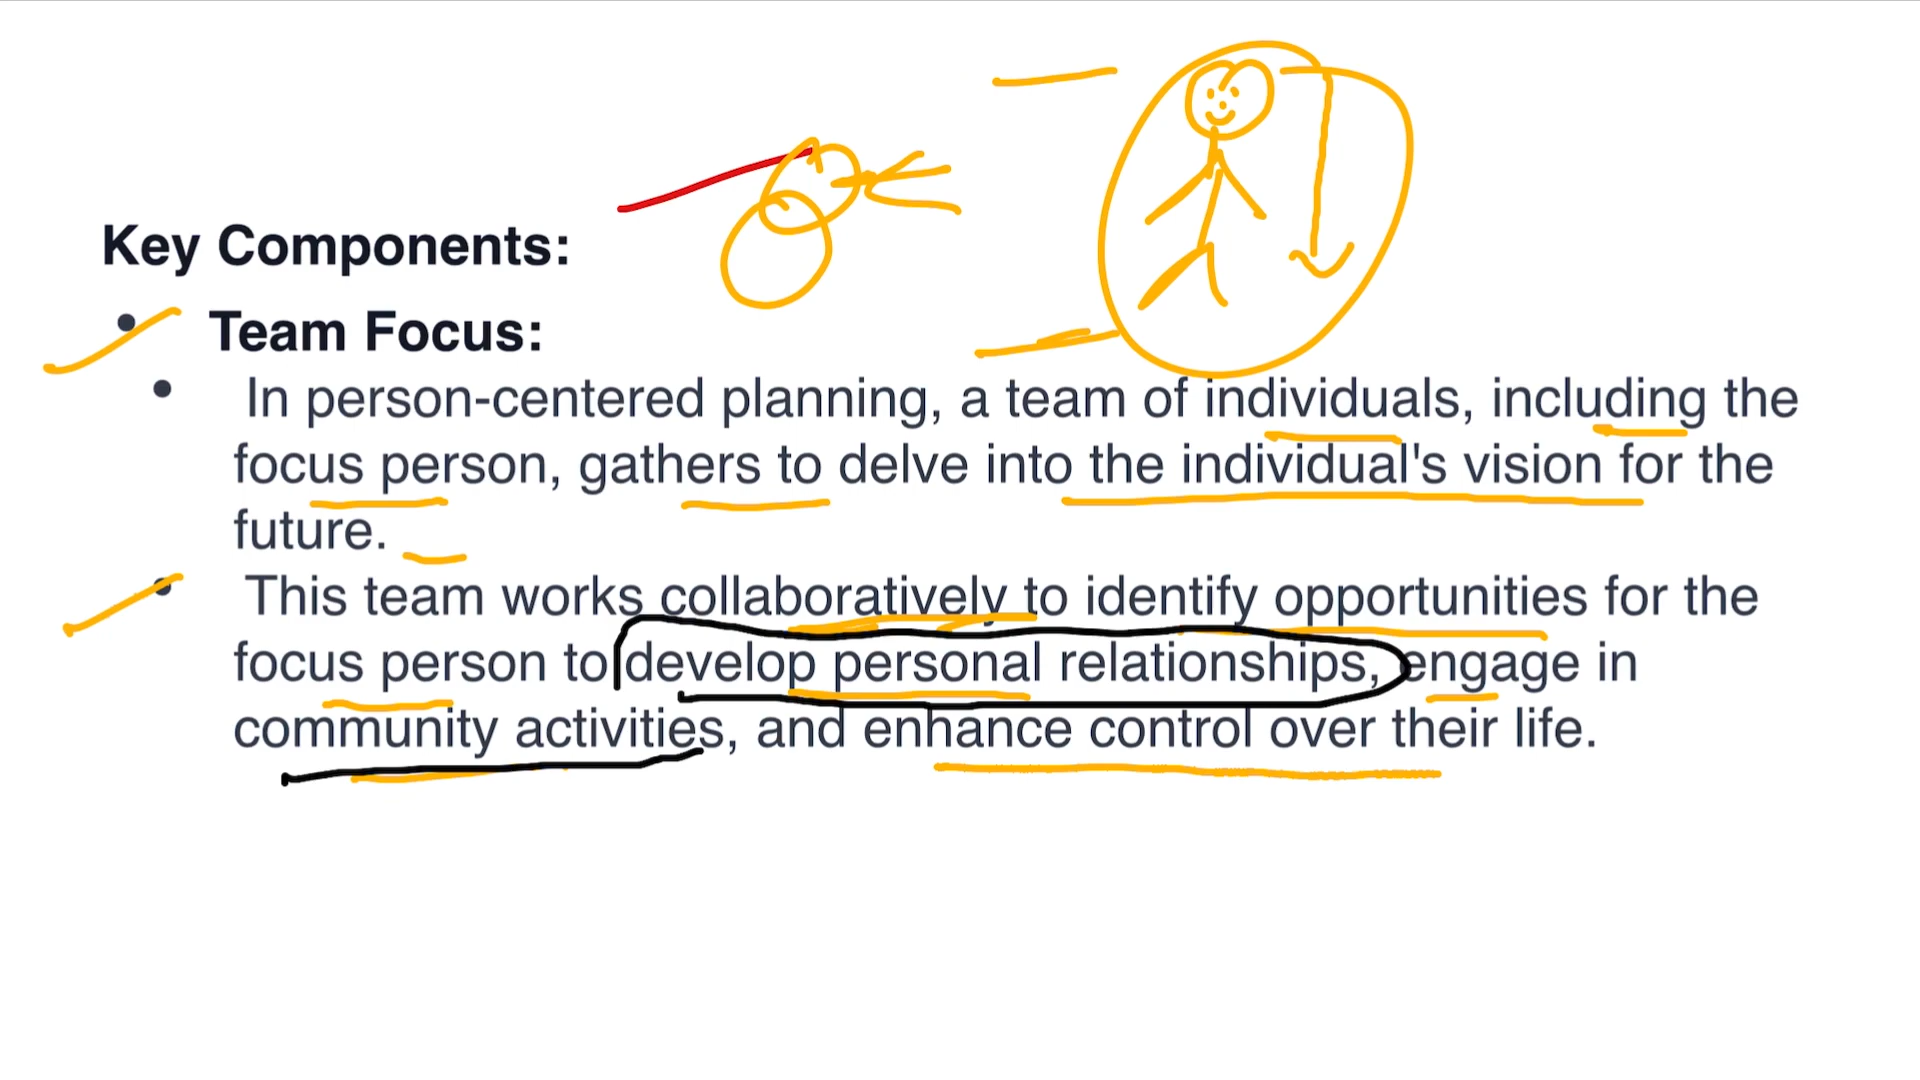 Key Components:
• Team Focus:
• In person-centered planning, a team of individuals, including the
focus person, gathers to delve into the individual's vision for the
future.
• This team works collaboratively to identify opportunities for the
focus person to develop personal relationships, engage in
community activities, and enhance control over their life.